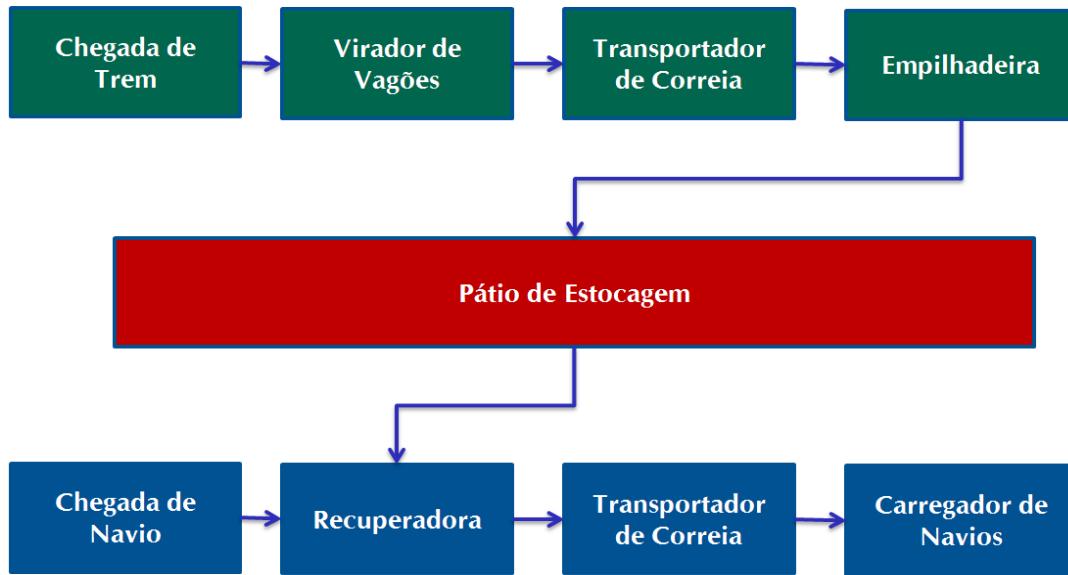 Chegada de
Trem
Virador de
Vagões
Transportador
de Correia
Empilhadeira
Pátio de Estocagem
Chegada de
Navio
Recuperadora
Transportador
de Correia
Carregador de
Navios